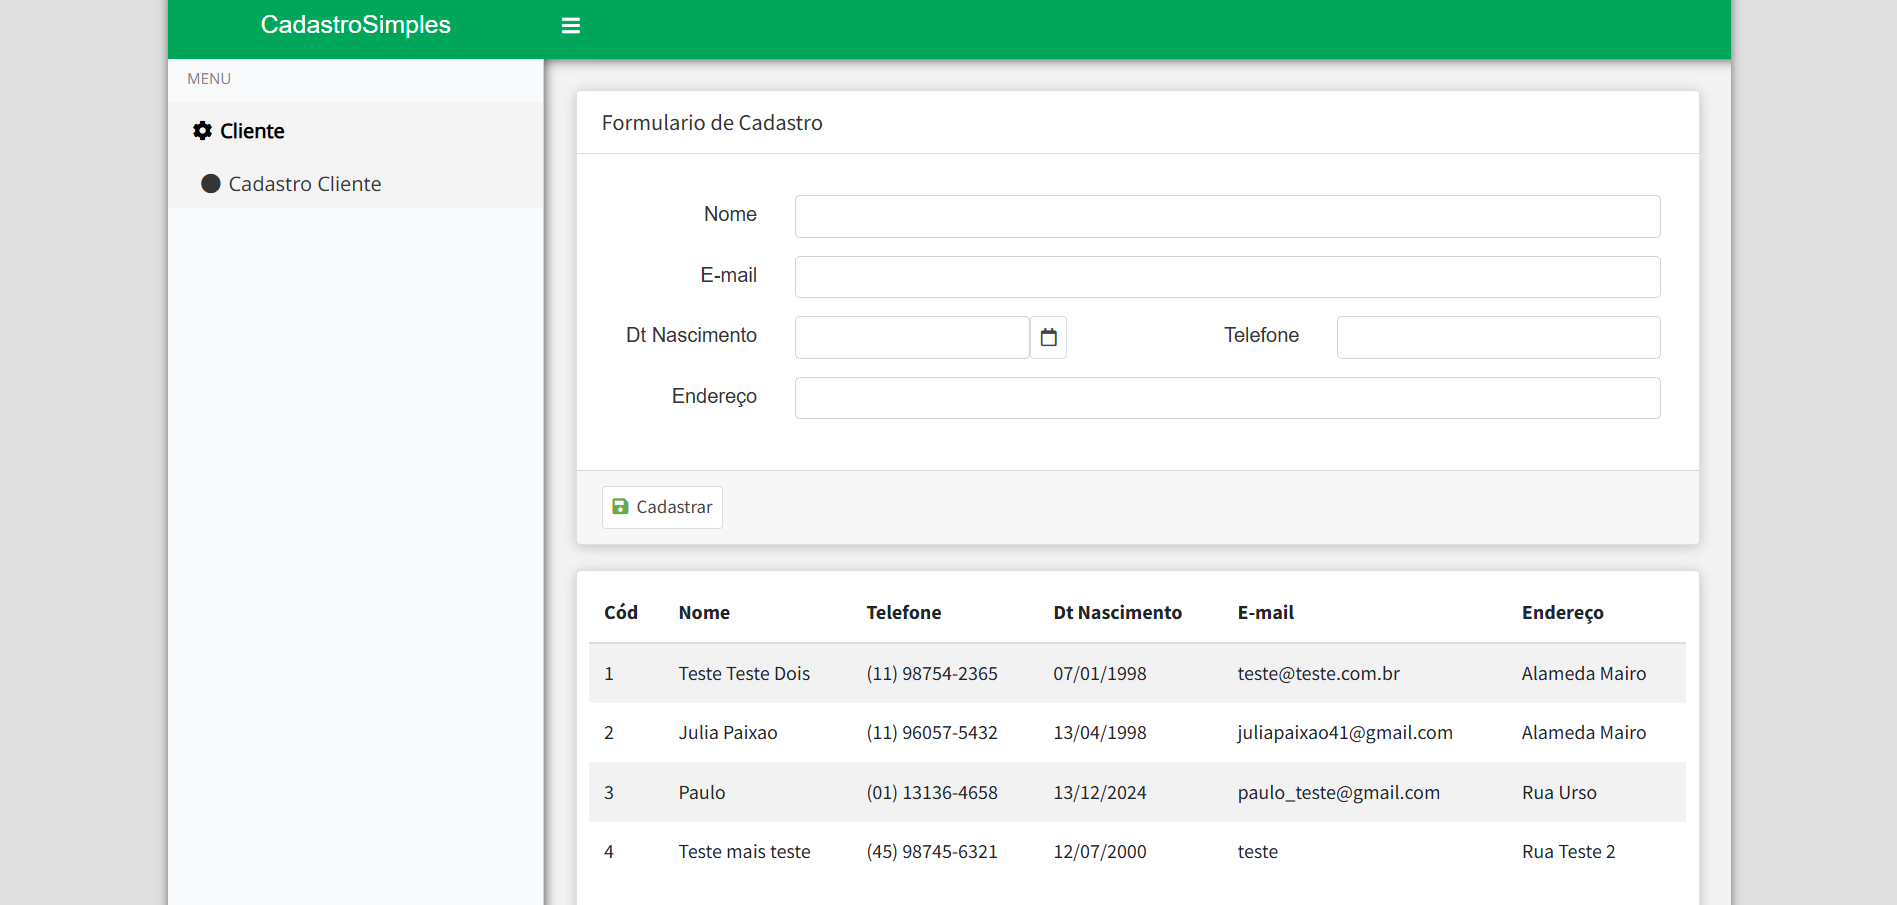 CadastroSimples
MENU
Cliente
Cadastro Cliente
Formulario de Cadastro
Nome
E-mail
Dt Nascimento Telefone
Endereço
Cadastrar
Cód Nome Telefone Dt Nascimento E-mail Endereço
1 Teste Teste Dois (11) 98754-2365 07/01/1998 teste@teste.com.br Alameda Mairo
2 Julia Paixao (11) 96057-5432 13/04/1998 juliapaixao41@gmail.com Alameda Mairo
3 Paulo (01) 13136-4658 13/12/2024 paulo_teste@gmail.com Rua Urso
4 Teste mais teste (45) 98745-6321 12/07/2000 teste Rua Teste 2